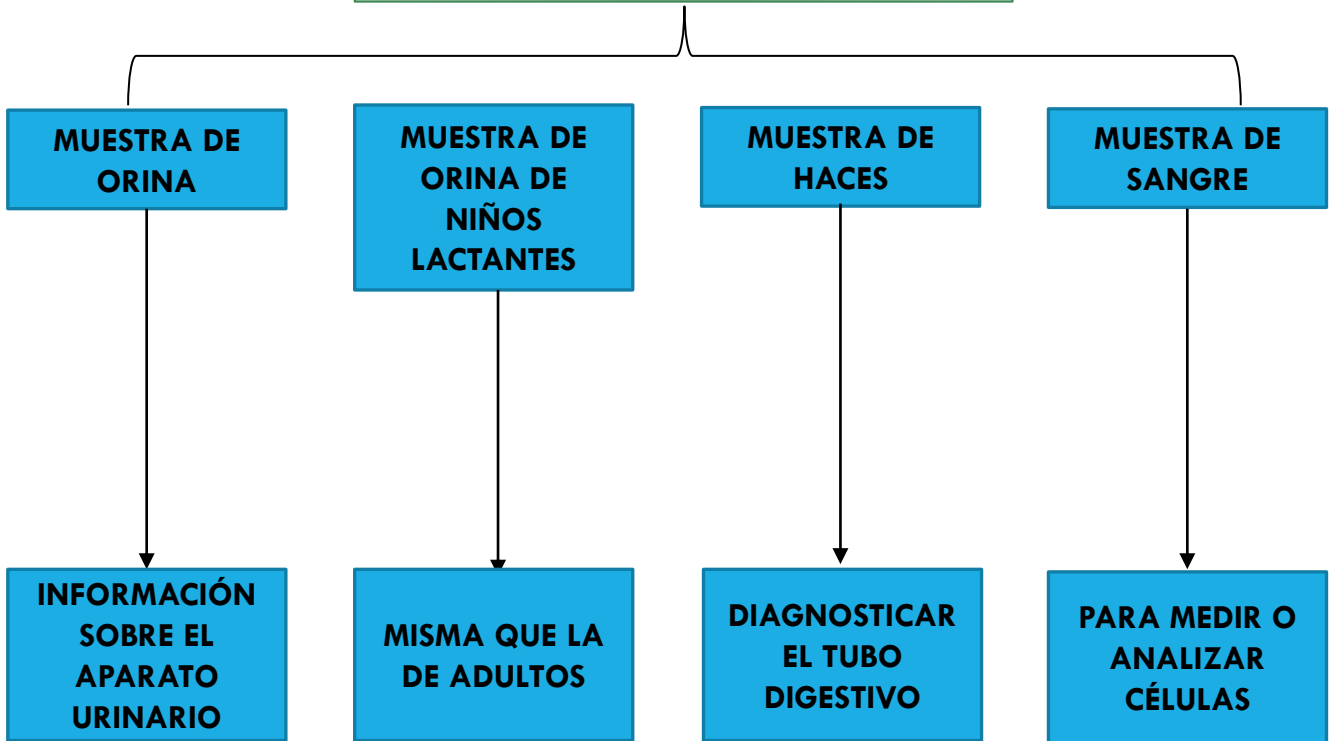 MUESTRA DE
ORINA
MUESTRA DE
ORINA DE
NIÑOS
LACTANTES
MUESTRA DE
HACES
MUESTRA DE
SANGRE
INFORMACIÓN
SOBRE EL
APARATO
URINARIO
MISMA QUE LA
DE ADULTOS
DIAGNOSTICAR
EL TUBO
DIGESTIVO
PARA MEDIR O
ANALIZAR
CÉLULAS